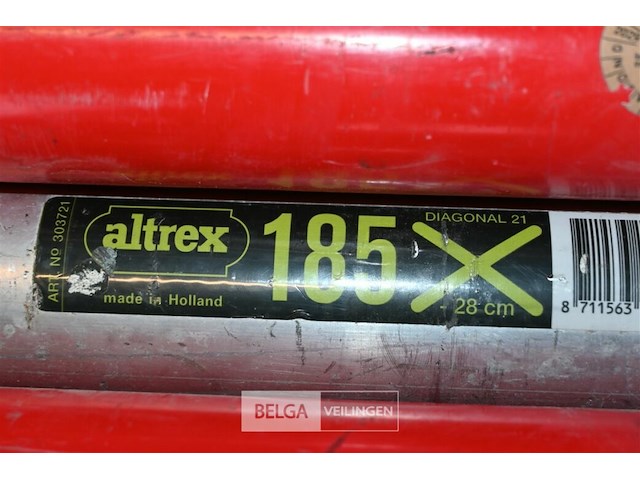 ART. NO 303721
altrex
made in Holland
185
DIAGONAL 21
28 cm
8 711563
BELGA VEILINGEN